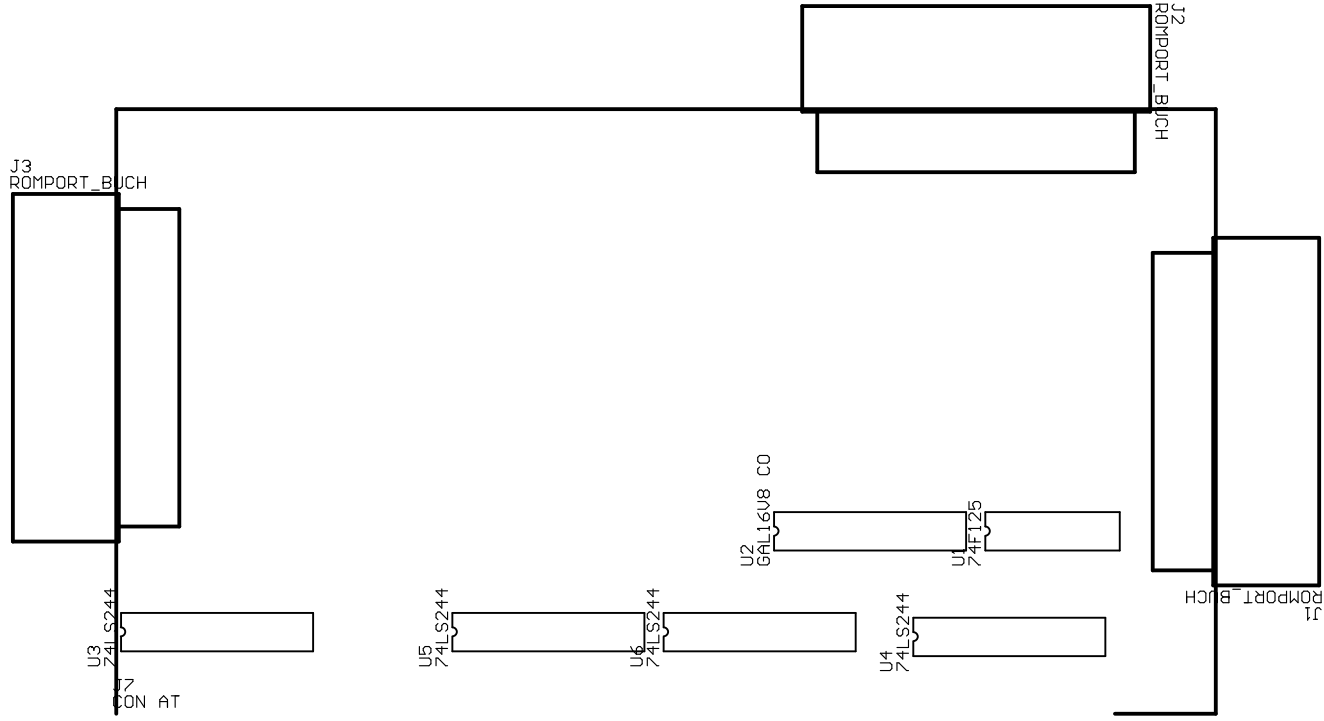 J2
ROMPORT_BUCH
J3
ROMPORT_BUCH
U2
GAL16V8 CO
U1
74F125
J1
ROMPORT_BUCH
U3
74LS244
U5
74LS244
U6
74LS244
U4
74LS244
J7
CON AT